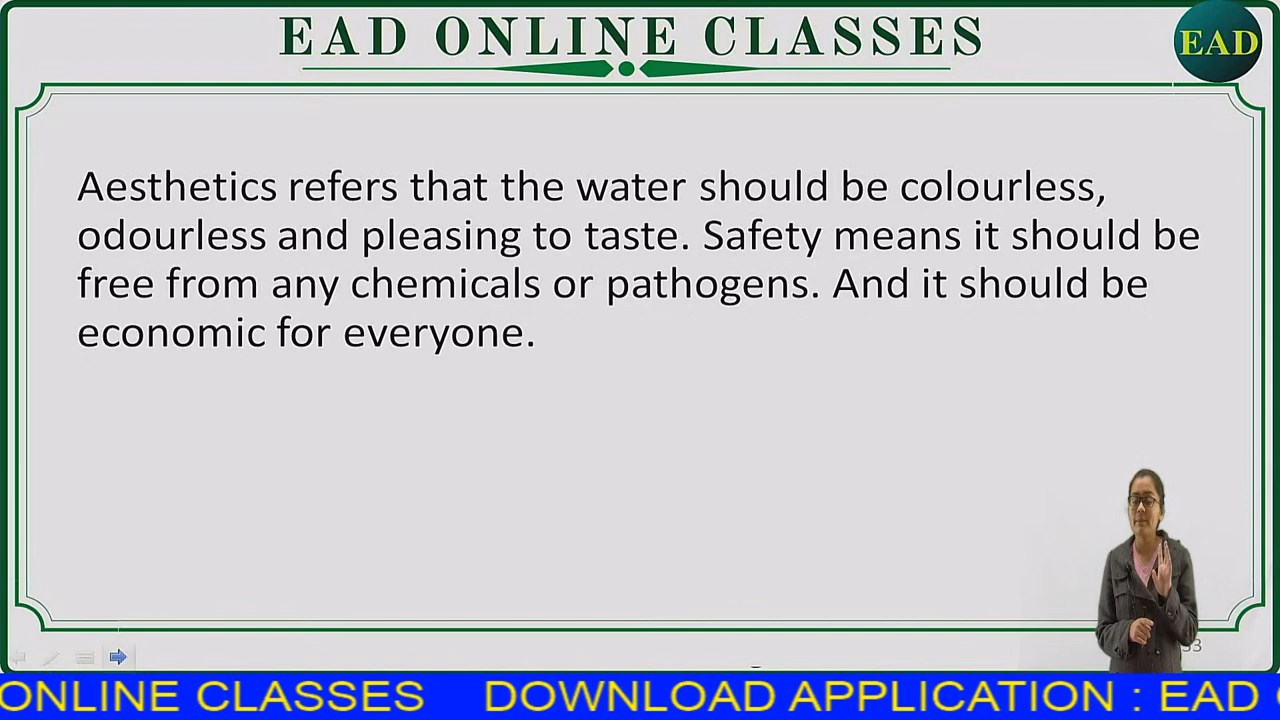 EAD ONLINE CLASSES
EAD
Aesthetics refers that the water should be colourless,
odourless and pleasing to taste. Safety means it should be
free from any chemicals or pathogens. And it should be
economic for everyone.
ONLINE CLASSES DOWNLOAD APPLICATION : EAD